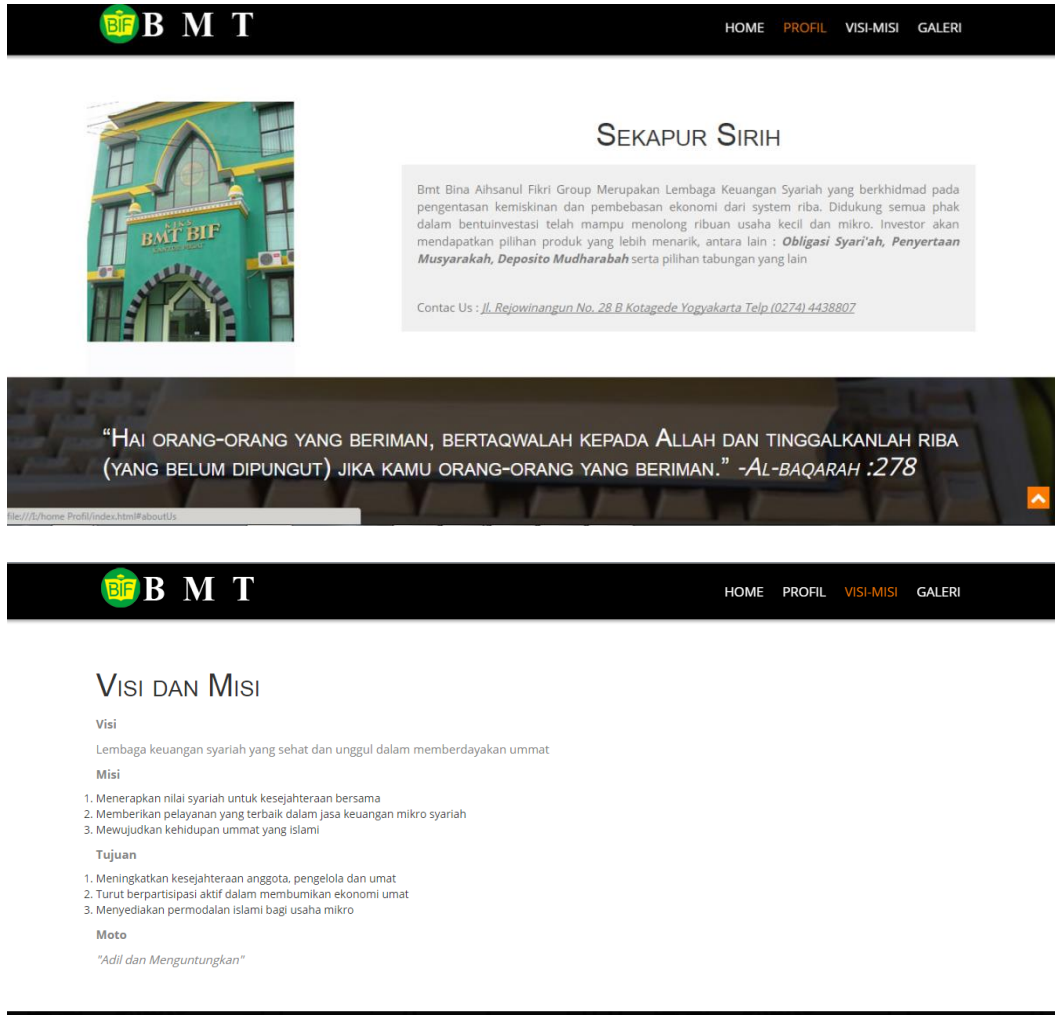 BIF B M T
HOME PROFIL VISI-MISI GALERI
BMT BIF
SEKAPUR SIRIH
Bmt Bina Aihsanul Fikri Group Merupakan Lembaga Keuangan Syariah yang berkhidmad pada
pengentasan kemiskinan dan pembebasan ekonomi dari system riba. Didukung semua phak
dalam bentuinvestasi telah mampu menolong ribuan usaha kecil dan mikro. Investor akan
mendapatkan pilihan produk yang lebih menarik, antara lain : Obligasi Syari'ah, Penyertaan
Musyarakah, Deposito Mudharabah serta pilihan tabungan yang lain
Contac Us : Jl. Rejowinangun No. 28 B Kotagede Yogyakarta Telp (0274) 4438807
“HAI ORANG-ORANG YANG BERIMAN, BERTAQWALAH KEPADA ALLAH DAN TINGGALKANLAH RIBA
(YANG BELUM DIPUNGUT) JIKA KAMU ORANG-ORANG YANG BERIMAN.” -AL-BAQARAH :278
file:///I:/home Profil/index.html#aboutUs
BIF B M T
HOME PROFIL VISI-MISI GALERI
VISI DAN MISI
Visi
Lembaga keuangan syariah yang sehat dan unggul dalam memberdayakan ummat
Misi
1. Menerapkan nilai syariah untuk kesejahteraan bersama
2. Memberikan pelayanan yang terbaik dalam jasa keuangan mikro syariah
3. Mewujudkan kehidupan ummat yang islami
Tujuan
1. Meningkatkan kesejahteraan anggota, pengelola dan umat
2. Turut berpartisipasi aktif dalam membumikan ekonomi umat
3. Menyediakan permodalan islami bagi usaha mikro
Moto
"Adil dan Menguntungkan"